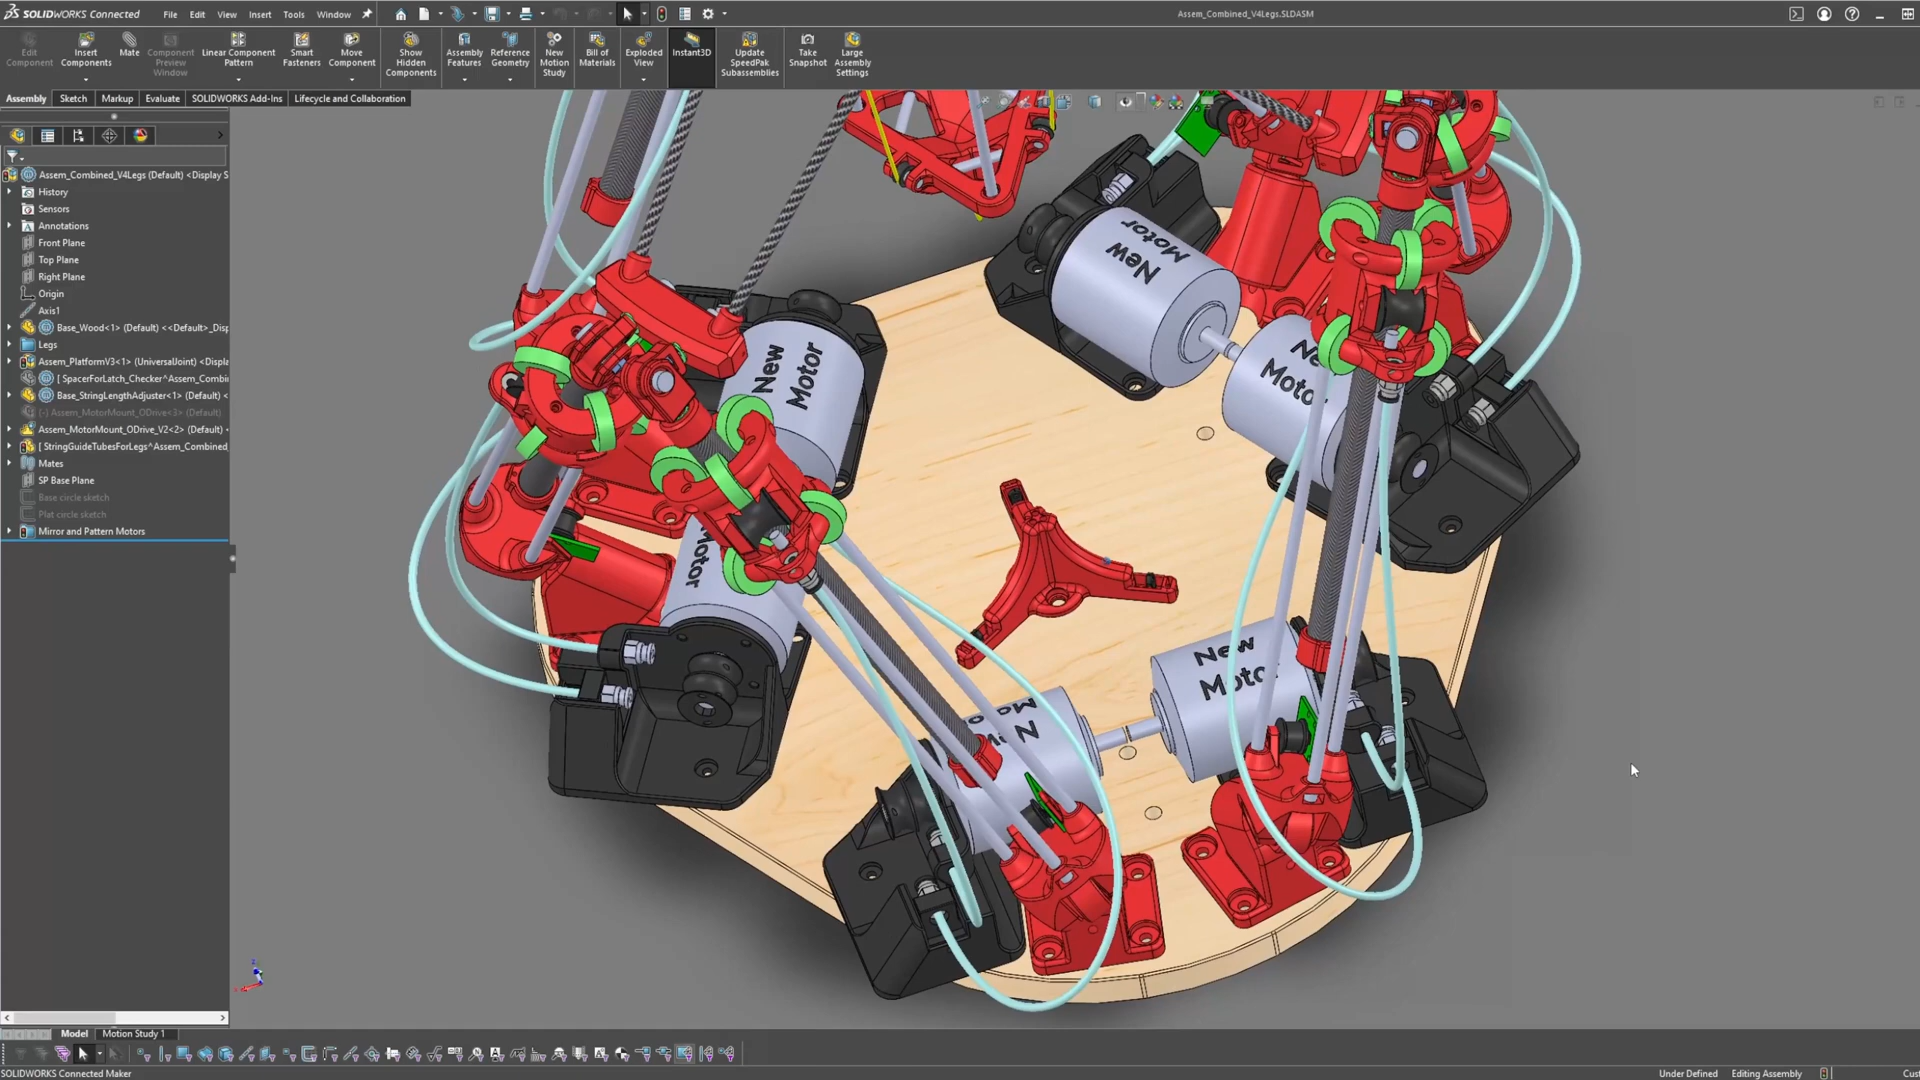 SOLIDWORKS Connected
File Edit View Insert Tools Window
Assem_Combined_V4Legs.SLDASM
Edit Component
Insert Components
Mate
Component Preview Window
Linear Component Pattern
Smart Fasteners
Move Component
Show Hidden Components
Assembly Features
Reference Geometry
New Motion Study
Bill of Materials
Exploded View
Instant3D
Update SpeedPak Subassemblies
Take Snapshot
Large Assembly Settings
Assembly Sketch Markup Evaluate SOLIDWORKS Add-Ins Lifecycle and Collaboration
Assem_Combined_V4Legs (Default) <Display S
History
Sensors
Annotations
Front Plane
Top Plane
Right Plane
Origin
Axis1
Base_Wood<1> (Default) <<Default>_Disp
Legs
Assem_PlatformV3<1> (UniversalJoint) <Displa
[ SpacerForLatch_Checker^Assem_Combi
Base_StringLengthAdjuster<1> (Default) <
(-) Assem_MotorMount_ODrive<3> (Default)
Assem_MotorMount_ODrive_V2<2> (Default)
[ StringGuideTubesForLegs^Assem_Combined
Mates
SP Base Plane
Base circle sketch
Plat circle sketch
Mirror and Pattern Motors
New
Motor
New
Motor
New
Motor
Motor
New
Motor
Model Motion Study 1
SOLIDWORKS Connected Maker
Under Defined Editing Assembly